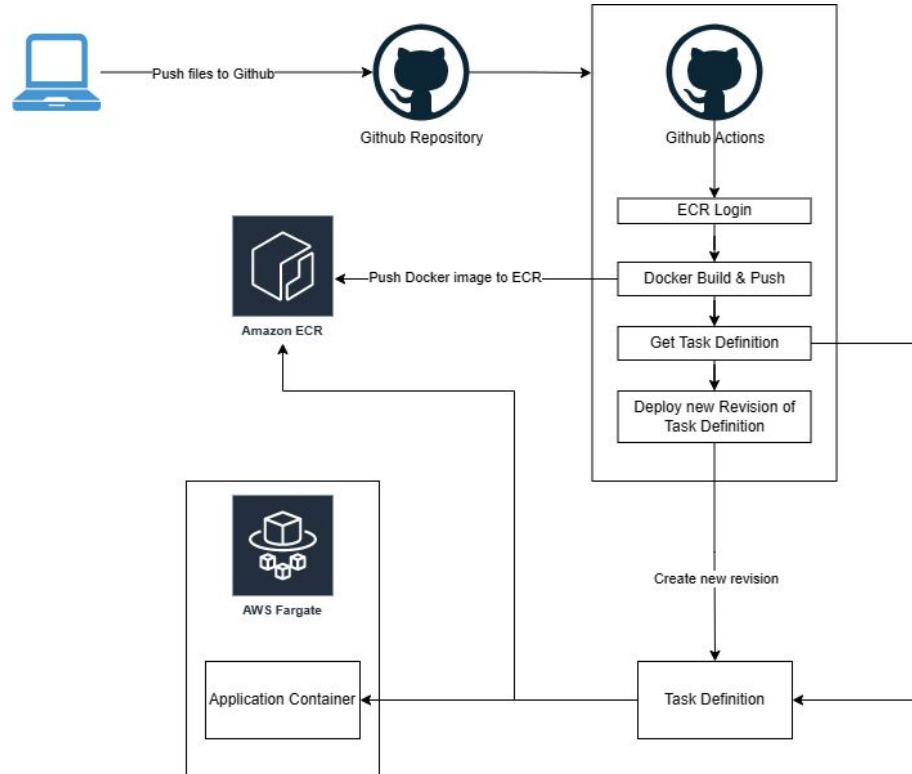 Push files to Github
Github Repository
Github Actions
ECR Login
Docker Build & Push
Push Docker image to ECR
Amazon ECR
Get Task Definition
Deploy new Revision of
Task Definition
AWS Fargate
Create new revision
Application Container
Task Definition